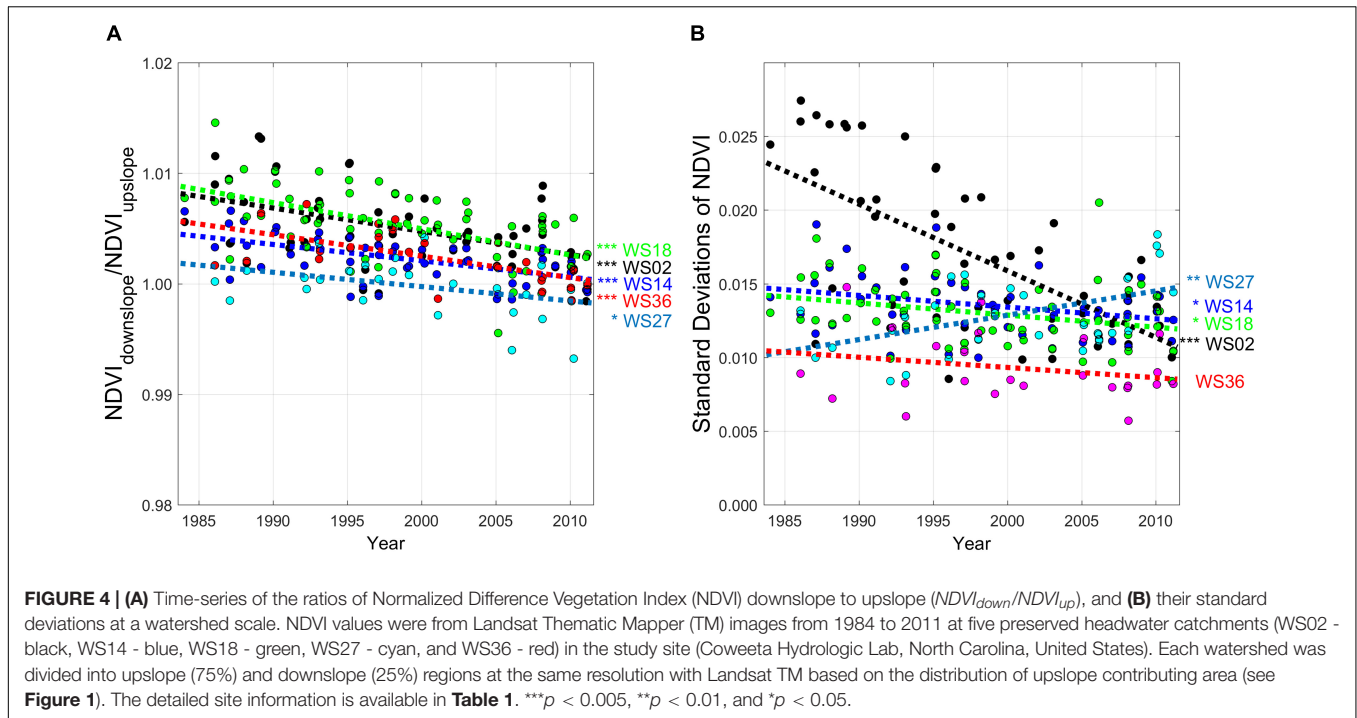 A
1.02
1.01
1.00
0.99
0.98
NDVI_downslope/NDVI_upslope
1985 1990 1995 2000 2005 2010
Year
*** WS18
*** WS02
*** WS14
*** WS36
* WS27
B
0.025
0.020
0.015
0.010
0.005
0.000
Standard Deviations of NDVI
1985 1990 1995 2000 2005 2010
Year
** WS27
* WS14
* WS18
*** WS02
WS36
FIGURE 4 | (A) Time-series of the ratios of Normalized Difference Vegetation Index (NDVI) downslope to upslope (NDVI_down/NDVI_up), and (B) their standard
deviations at a watershed scale. NDVI values were from Landsat Thematic Mapper (TM) images from 1984 to 2011 at five preserved headwater catchments (WS02 -
black, WS14 - blue, WS18 - green, WS27 - cyan, and WS36 - red) in the study site (Coweeta Hydrologic Lab, North Carolina, United States). Each watershed was
divided into upslope (75%) and downslope (25%) regions at the same resolution with Landsat TM based on the distribution of upslope contributing area (see
Figure 1). The detailed site information is available in Table 1. ***p < 0.005, **p < 0.01, and *p < 0.05.